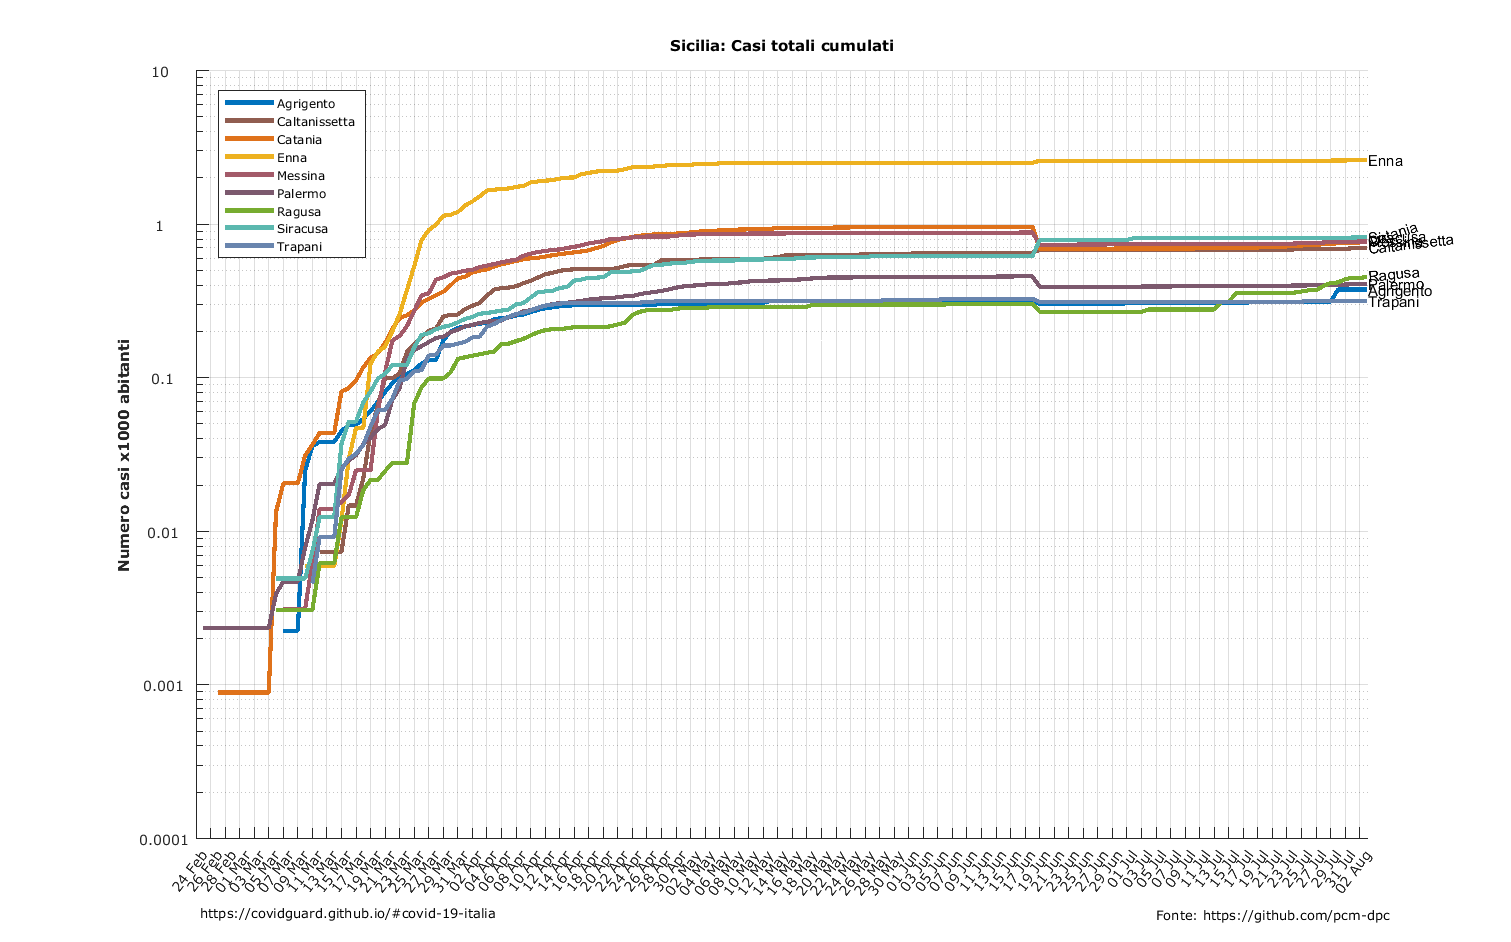 Sicilia: Casi totali cumulati
Numero casi x1000 abitanti
10
1
0.1
0.01
0.001
0.0001
Agrigento
Caltanissetta
Catania
Enna
Messina
Palermo
Ragusa
Siracusa
Trapani
Enna
Ragusa
Palermo
Agrigento
Trapani
24 Feb
26 Feb
28 Feb
01 Mar
03 Mar
05 Mar
07 Mar
09 Mar
11 Mar
13 Mar
15 Mar
17 Mar
19 Mar
21 Mar
23 Mar
25 Mar
27 Mar
29 Mar
31 Mar
02 Apr
04 Apr
06 Apr
08 Apr
10 Apr
12 Apr
14 Apr
16 Apr
18 Apr
20 Apr
22 Apr
24 Apr
26 Apr
28 Apr
30 Apr
02 May
04 May
06 May
08 May
10 May
12 May
14 May
16 May
18 May
20 May
22 May
24 May
26 May
28 May
30 May
01 Jun
03 Jun
05 Jun
07 Jun
09 Jun
11 Jun
13 Jun
15 Jun
17 Jun
19 Jun
21 Jun
23 Jun
25 Jun
27 Jun
29 Jun
01 Jul
03 Jul
05 Jul
07 Jul
09 Jul
11 Jul
13 Jul
15 Jul
17 Jul
19 Jul
21 Jul
23 Jul
25 Jul
27 Jul
29 Jul
31 Jul
02 Aug
https://covidguard.github.io/#covid-19-italia
Fonte: https://github.com/pcm-dpc